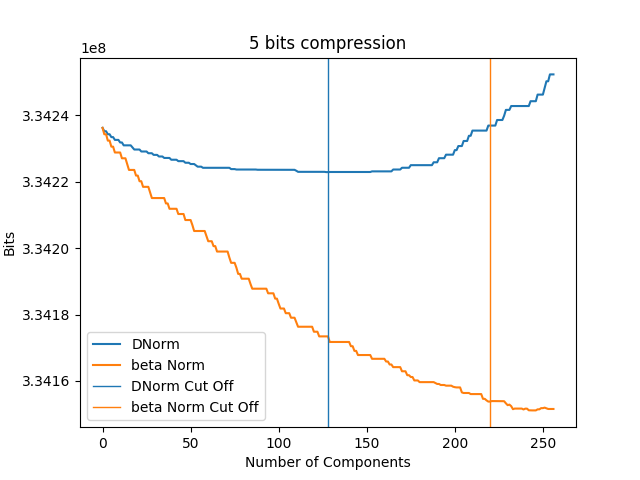 5 bits compression
1e8
3.3424
3.3422
3.3420
3.3418
3.3416
Bits
DNorm
beta Norm
DNorm Cut Off
beta Norm Cut Off
0 50 100 150 200 250
Number of Components